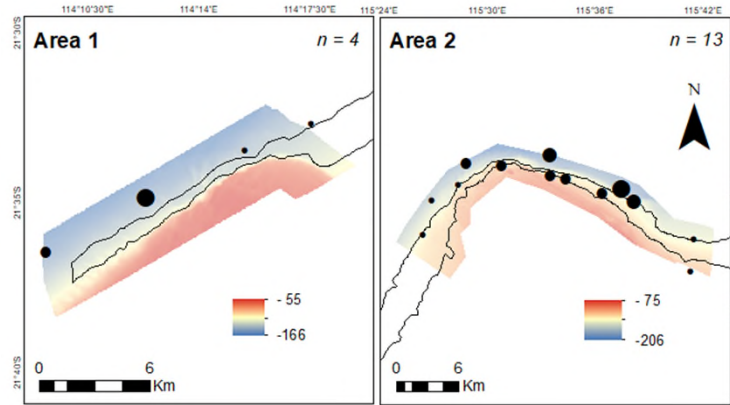 114°10'30"E 114°14'E 114°17'30"E 115°24'E 115°30'E 115°36'E 115°42'E
21°30'S
Area 1
n = 4
Area 2
n = 13
N
21°35'S
- 55
-166
- 75
-206
0 6
Km
0 6
Km
21°40'S